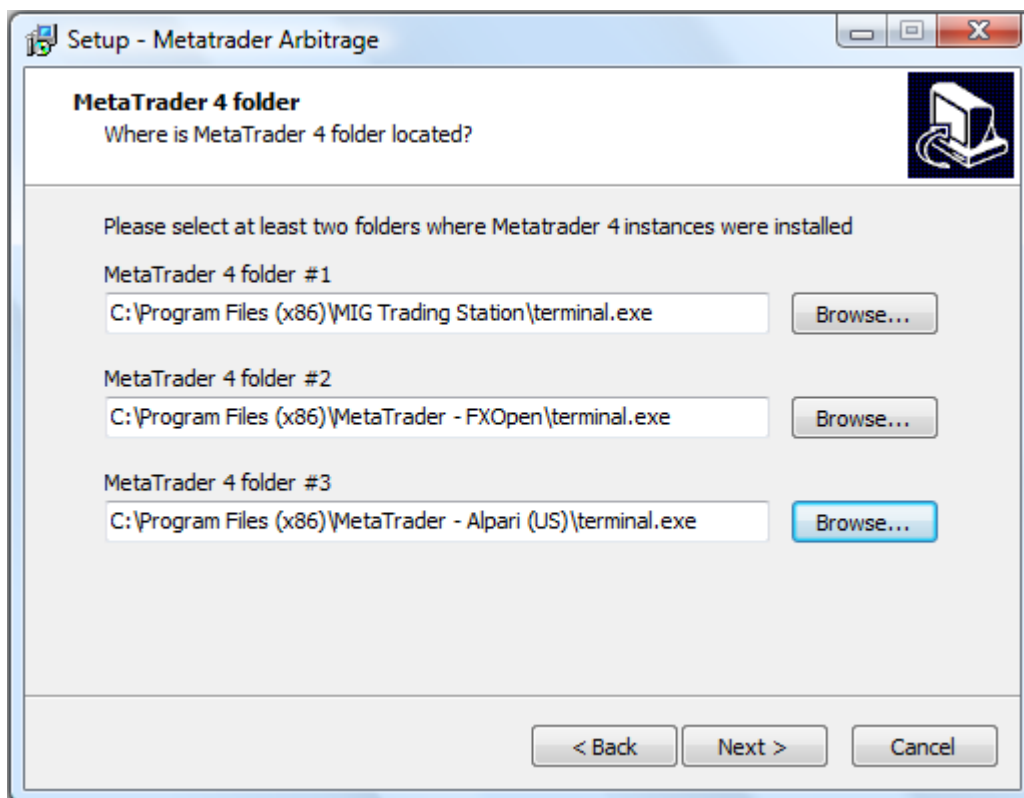 Setup - Metatrader Arbitrage
MetaTrader 4 folder
Where is MetaTrader 4 folder located?
Please select at least two folders where Metatrader 4 instances were installed
MetaTrader 4 folder #1
C:\Program Files (x86)\MIG Trading Station\terminal.exe
Browse...
MetaTrader 4 folder #2
C:\Program Files (x86)\MetaTrader - FXOpen\terminal.exe
Browse...
MetaTrader 4 folder #3
C:\Program Files (x86)\MetaTrader - Alpari (US)\terminal.exe
Browse...
< Back
Next >
Cancel